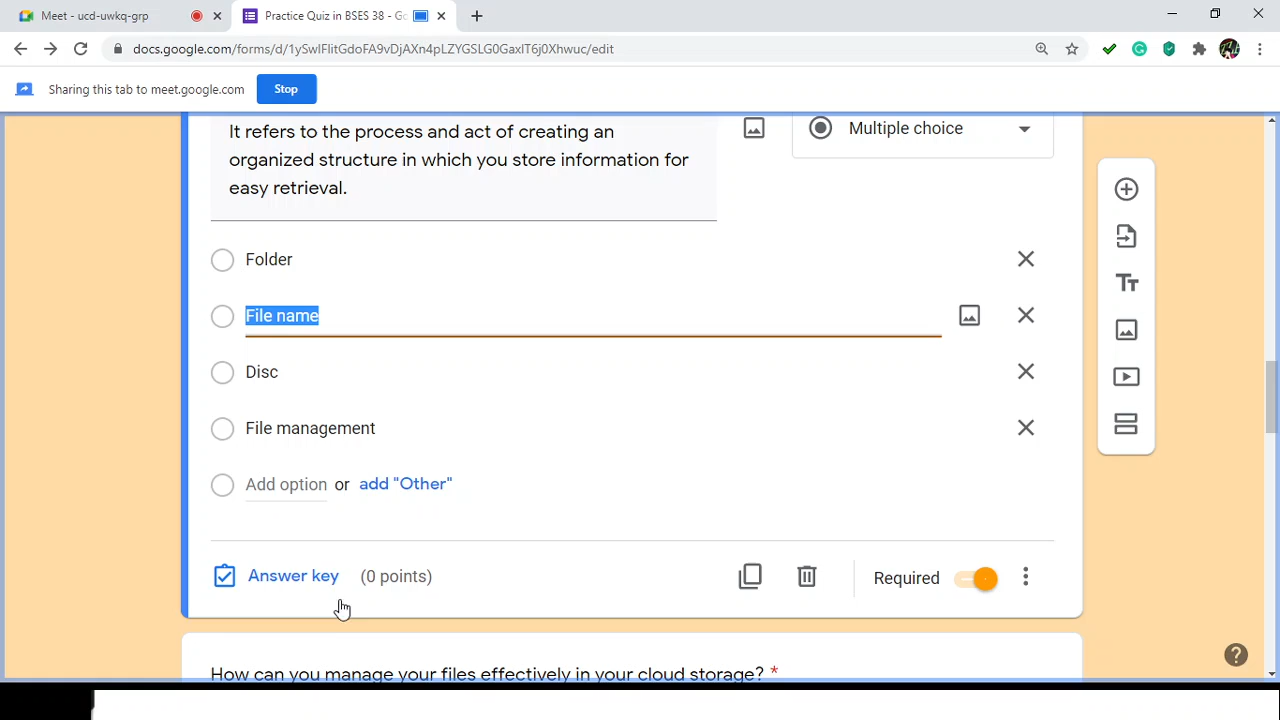 Meet - ucd-uwkq-grp
Practice Quiz in BSES 38 - Go
docs.google.com/forms/d/1ySwIFlitGdoFA9vDjAXn4pLZYGSLG0GaxIT6j0Xhwuc/edit
Sharing this tab to meet.google.com
Stop
It refers to the process and act of creating an
organized structure in which you store information for
easy retrieval.
Multiple choice
Folder
File name
Disc
File management
Add option or add "Other"
Answer key (0 points)
Required
How can you manage your files effectively in your cloud storage? *